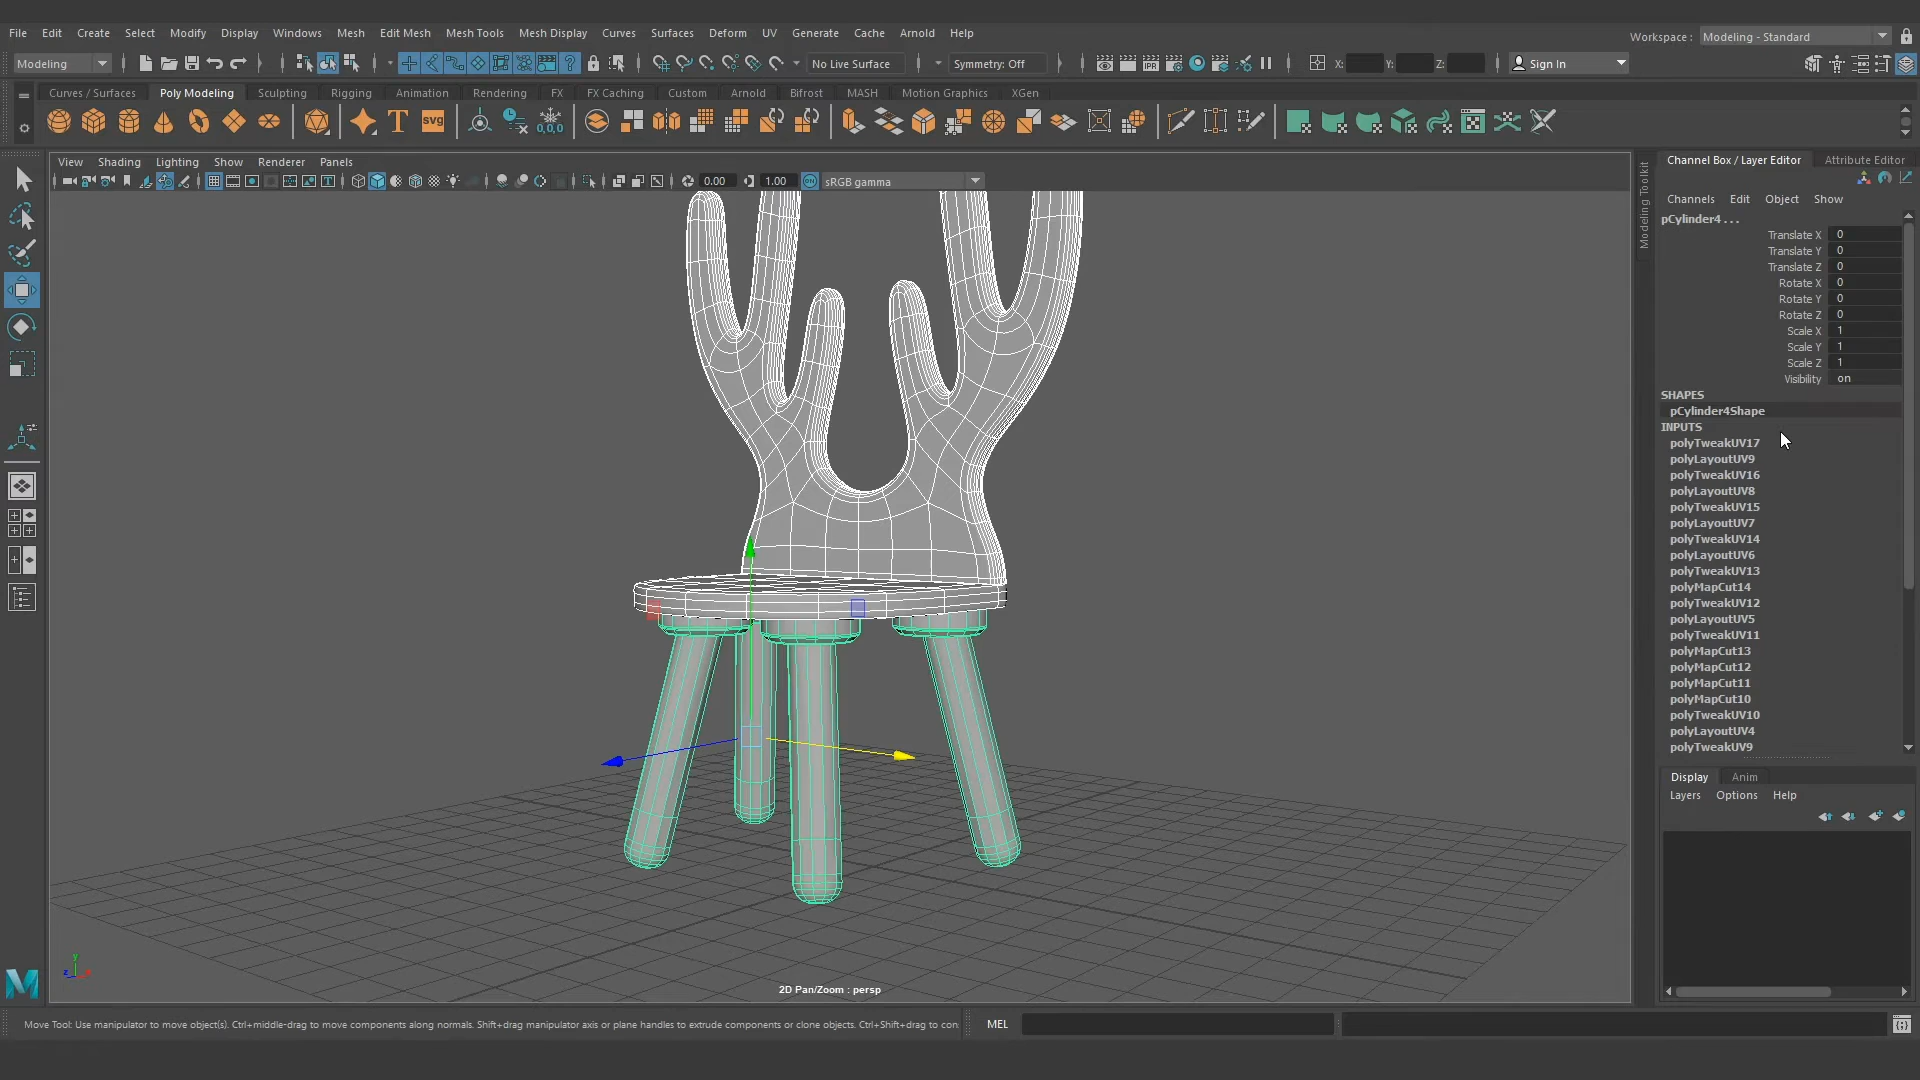 File Edit Create Select Modify Display Windows Mesh Edit Mesh Mesh Tools Mesh Display Curves Surfaces Deform UV Generate Cache Arnold Help
Workspace : Modeling - Standard
Modeling No Live Surface Symmetry: Off X: Y: Z: Sign In
Curves / Surfaces Poly Modeling Sculpting Rigging Animation Rendering FX FX Caching Custom Arnold Bifrost MASH Motion Graphics XGen
T svg 0,0,0
View Shading Lighting Show Renderer Panels
0.00 1.00 sRGB gamma
Modeling Toolkit
Channel Box / Layer Editor Attribute Editor
Channels Edit Object Show
pCylinder4 . . .
Translate X 0
Translate Y 0
Translate Z 0
Rotate X 0
Rotate Y 0
Rotate Z 0
Scale X 1
Scale Y 1
Scale Z 1
Visibility on
SHAPES
pCylinder4Shape
INPUTS
polyTweakUV17
polyLayoutUV9
polyTweakUV16
polyLayoutUV8
polyTweakUV15
polyLayoutUV7
polyTweakUV14
polyLayoutUV6
polyTweakUV13
polyMapCut14
polyTweakUV12
polyLayoutUV5
polyTweakUV11
polyMapCut13
polyMapCut12
polyMapCut11
polyMapCut10
polyTweakUV10
polyLayoutUV4
polyTweakUV9
Display Anim
Layers Options Help
y
z x
2D Pan/Zoom : persp
Move Tool: Use manipulator to move object(s). Ctrl+middle-drag to move components along normals. Shift+drag manipulator axis or plane handles to extrude components or clone objects. Ctrl+Shift+drag to con
MEL